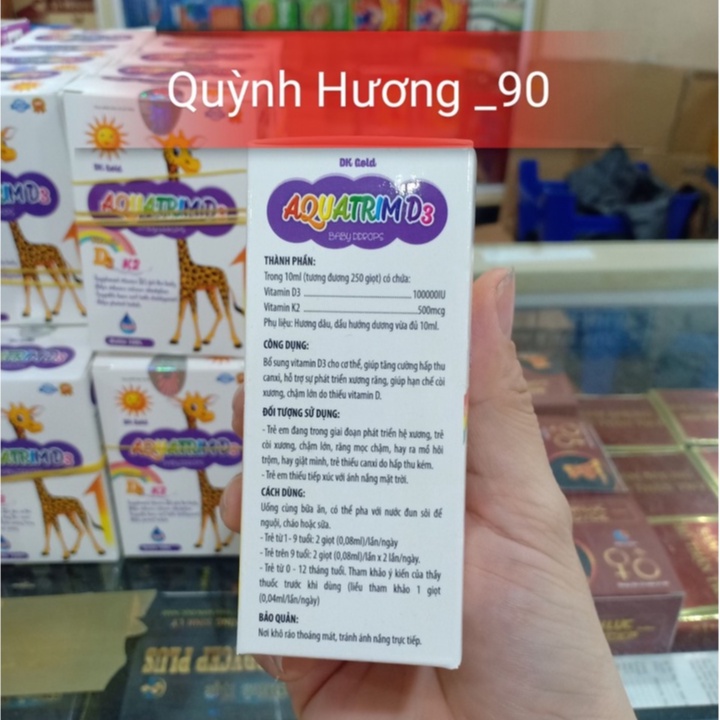 Quỳnh Hương _90
DK Gold
AQUATRIM D3
BABY DDROPS
THÀNH PHẦN:
Trong 10ml (tương đương 250 giọt) có chứa:
Vitamin D3 100000IU
Vitamin K2 500mcg
Phụ liệu: Hương dâu, dầu hướng dương vừa đủ 10ml.
CÔNG DỤNG:
Bổ sung vitamin D3 cho cơ thể, giúp tăng cường hấp thu
canxi, hỗ trợ sự phát triển xương răng, giúp hạn chế còi
xương, chậm lớn do thiếu vitamin D.
ĐỐI TƯỢNG SỬ DỤNG:
- Trẻ em đang trong giai đoạn phát triển hệ xương, trẻ
còi xương, chậm lớn, răng mọc chậm, hay ra mồ hôi
trộm, hay giật mình, trẻ thiếu canxi do hấp thu kém.
- Trẻ em thiếu tiếp xúc với ánh nắng mặt trời.
CÁCH DÙNG:
Uống cùng bữa ăn, có thể pha với nước đun sôi để
nguội, cháo hoặc sữa.
- Trẻ từ 1- 9 tuổi: 2 giọt (0,08ml)/lần/ngày
- Trẻ trên 9 tuổi: 2 giọt (0,08ml)/lần x 2 lần/ngày.
- Trẻ từ 0 - 12 tháng tuổi. Tham khảo ý kiến của thầy
thuốc trước khi dùng (liều tham khảo 1 giọt
(0,04ml/lần/ngày)
BẢO QUẢN:
Nơi khô ráo thoáng mát, tránh ánh nắng trực tiếp.
DK Gold
AQUATRIM D3
D3 K2
DK Gold
AQUATRIM D3
D3 K2